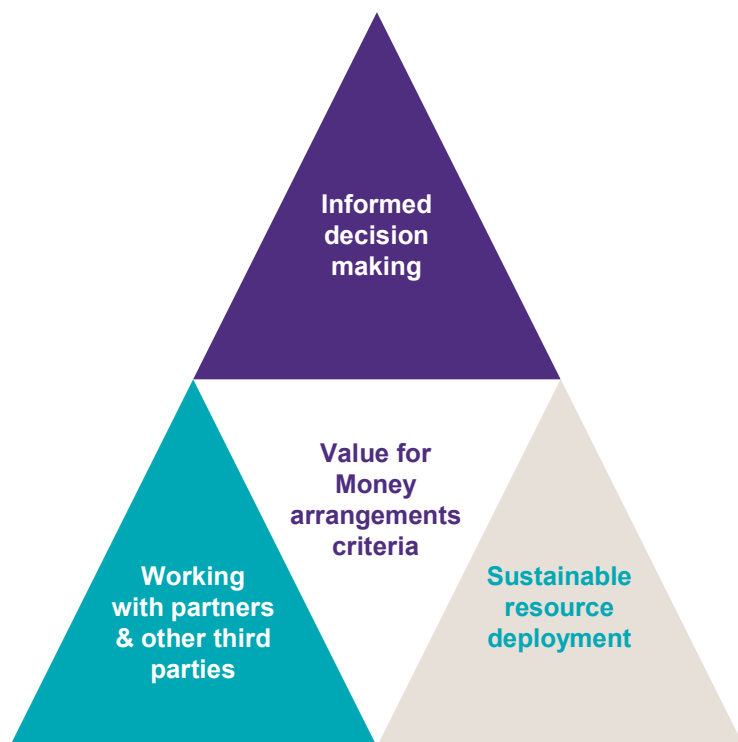 Informed
decision
making
Value for
Money
arrangements
criteria
Working
with partners
& other third
parties
Sustainable
resource
deployment